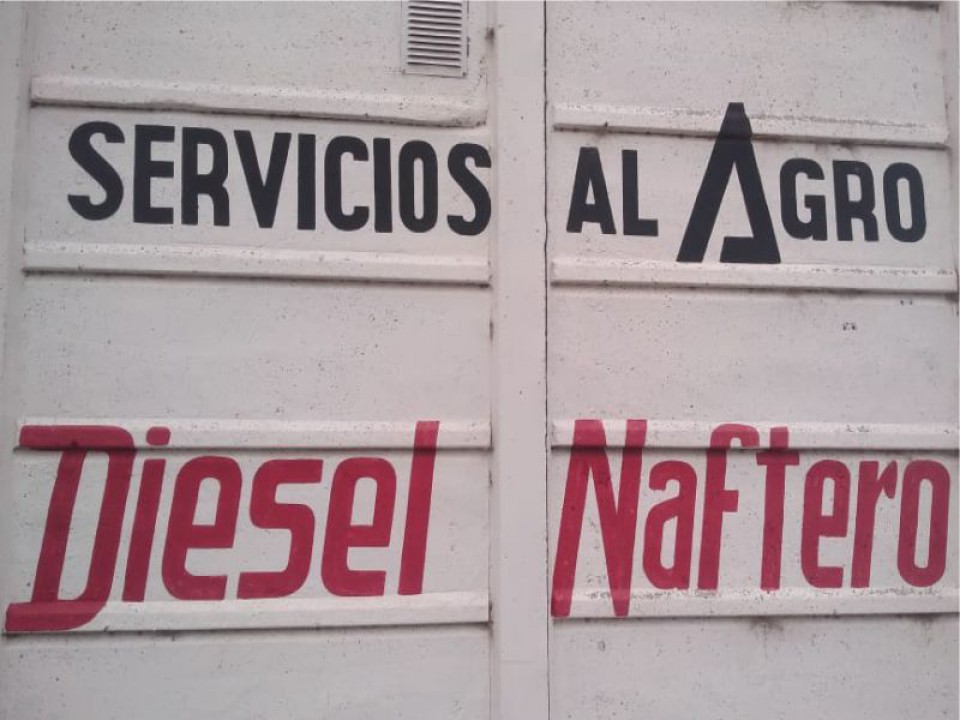 SERVICIOS AL AGRO
Diesel Naftero